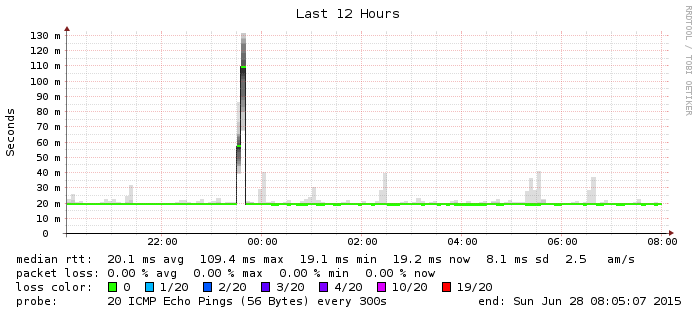 Last 12 Hours
RRDTOOL / TOBI OETIKER
Seconds
130 m
120 m
110 m
100 m
90 m
80 m
70 m
60 m
50 m
40 m
30 m
20 m
10 m
0
22:00 00:00 02:00 04:00 06:00 08:00
median rtt: 20.1 ms avg 109.4 ms max 19.1 ms min 19.2 ms now 8.1 ms sd 2.5 am/s
packet loss: 0.00 % avg 0.00 % max 0.00 % min 0.00 % now
loss color: 0 1/20 2/20 3/20 4/20 10/20 19/20
probe: 20 ICMP Echo Pings (56 Bytes) every 300s end: Sun Jun 28 08:05:07 2015